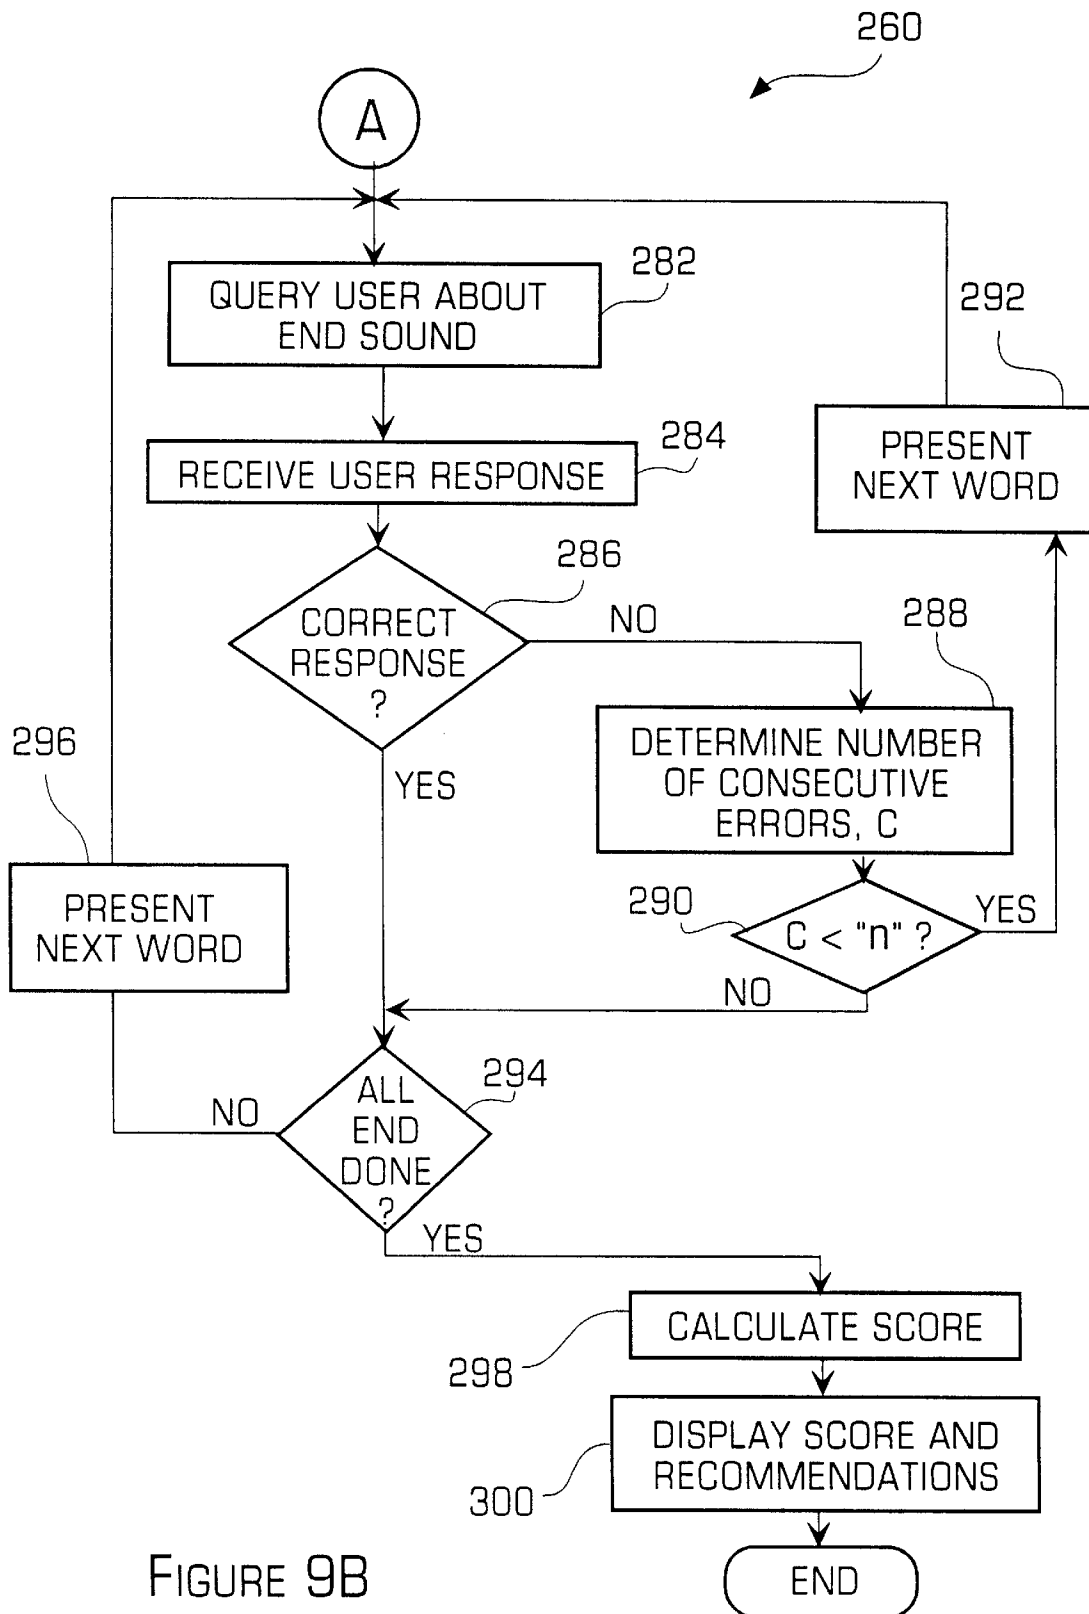 260
A
282
QUERY USER ABOUT
END SOUND
292
284
RECEIVE USER RESPONSE
PRESENT
NEXT WORD
286
CORRECT
RESPONSE
?
NO
288
296
YES
DETERMINE NUMBER
OF CONSECUTIVE
ERRORS, C
PRESENT
NEXT WORD
290
C < "n" ?
YES
NO
294
ALL
END
DONE
?
NO
YES
CALCULATE SCORE
298
DISPLAY SCORE AND
RECOMMENDATIONS
300
END
FIGURE 9B